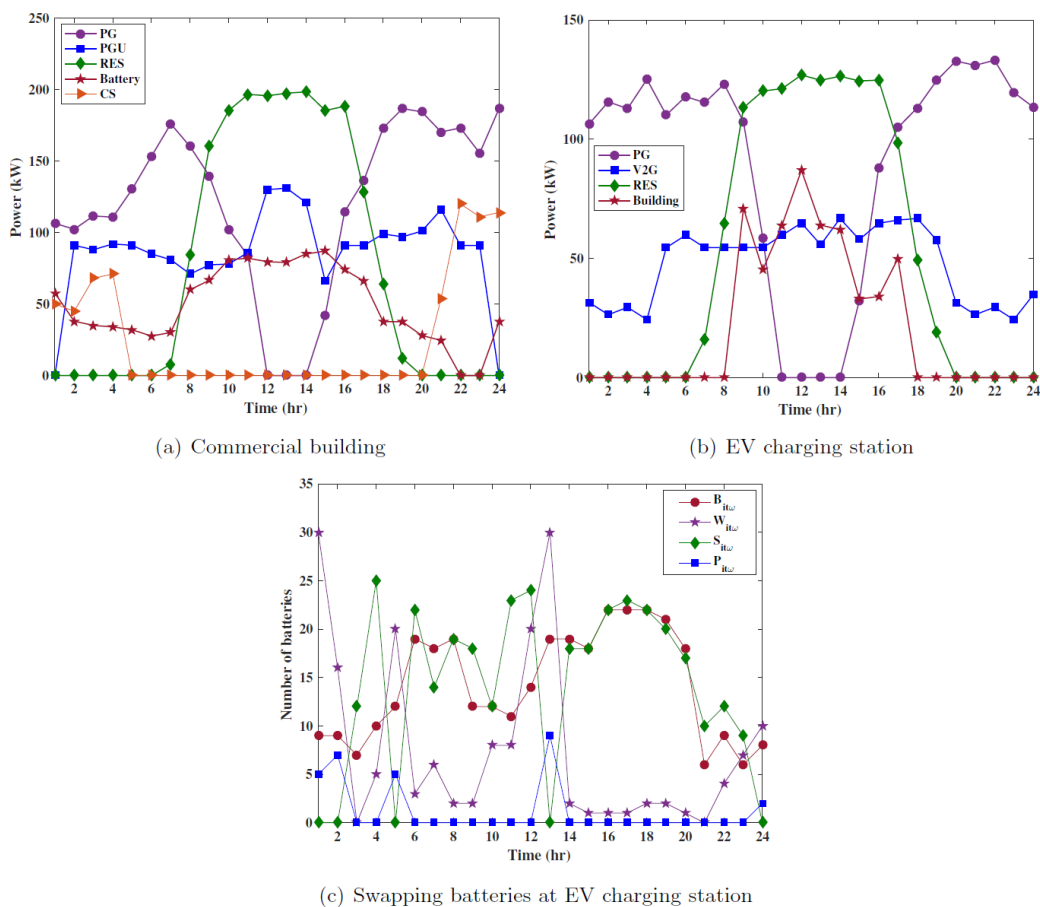 250
200
150
100
50
0
Power (kW)
PG
PGU
RES
Battery
CS
2 4 6 8 10 12 14 16 18 20 22 24
Time (hr)
(a) Commercial building
150
100
50
0
Power (kW)
PG
V2G
RES
Building
2 4 6 8 10 12 14 16 18 20 22 24
Time (hr)
(b) EV charging station
35
30
25
20
15
10
5
0
Number of batteries
B_itω
W_itω
S_itω
P_itω
2 4 6 8 10 12 14 16 18 20 22 24
Time (hr)
(c) Swapping batteries at EV charging station